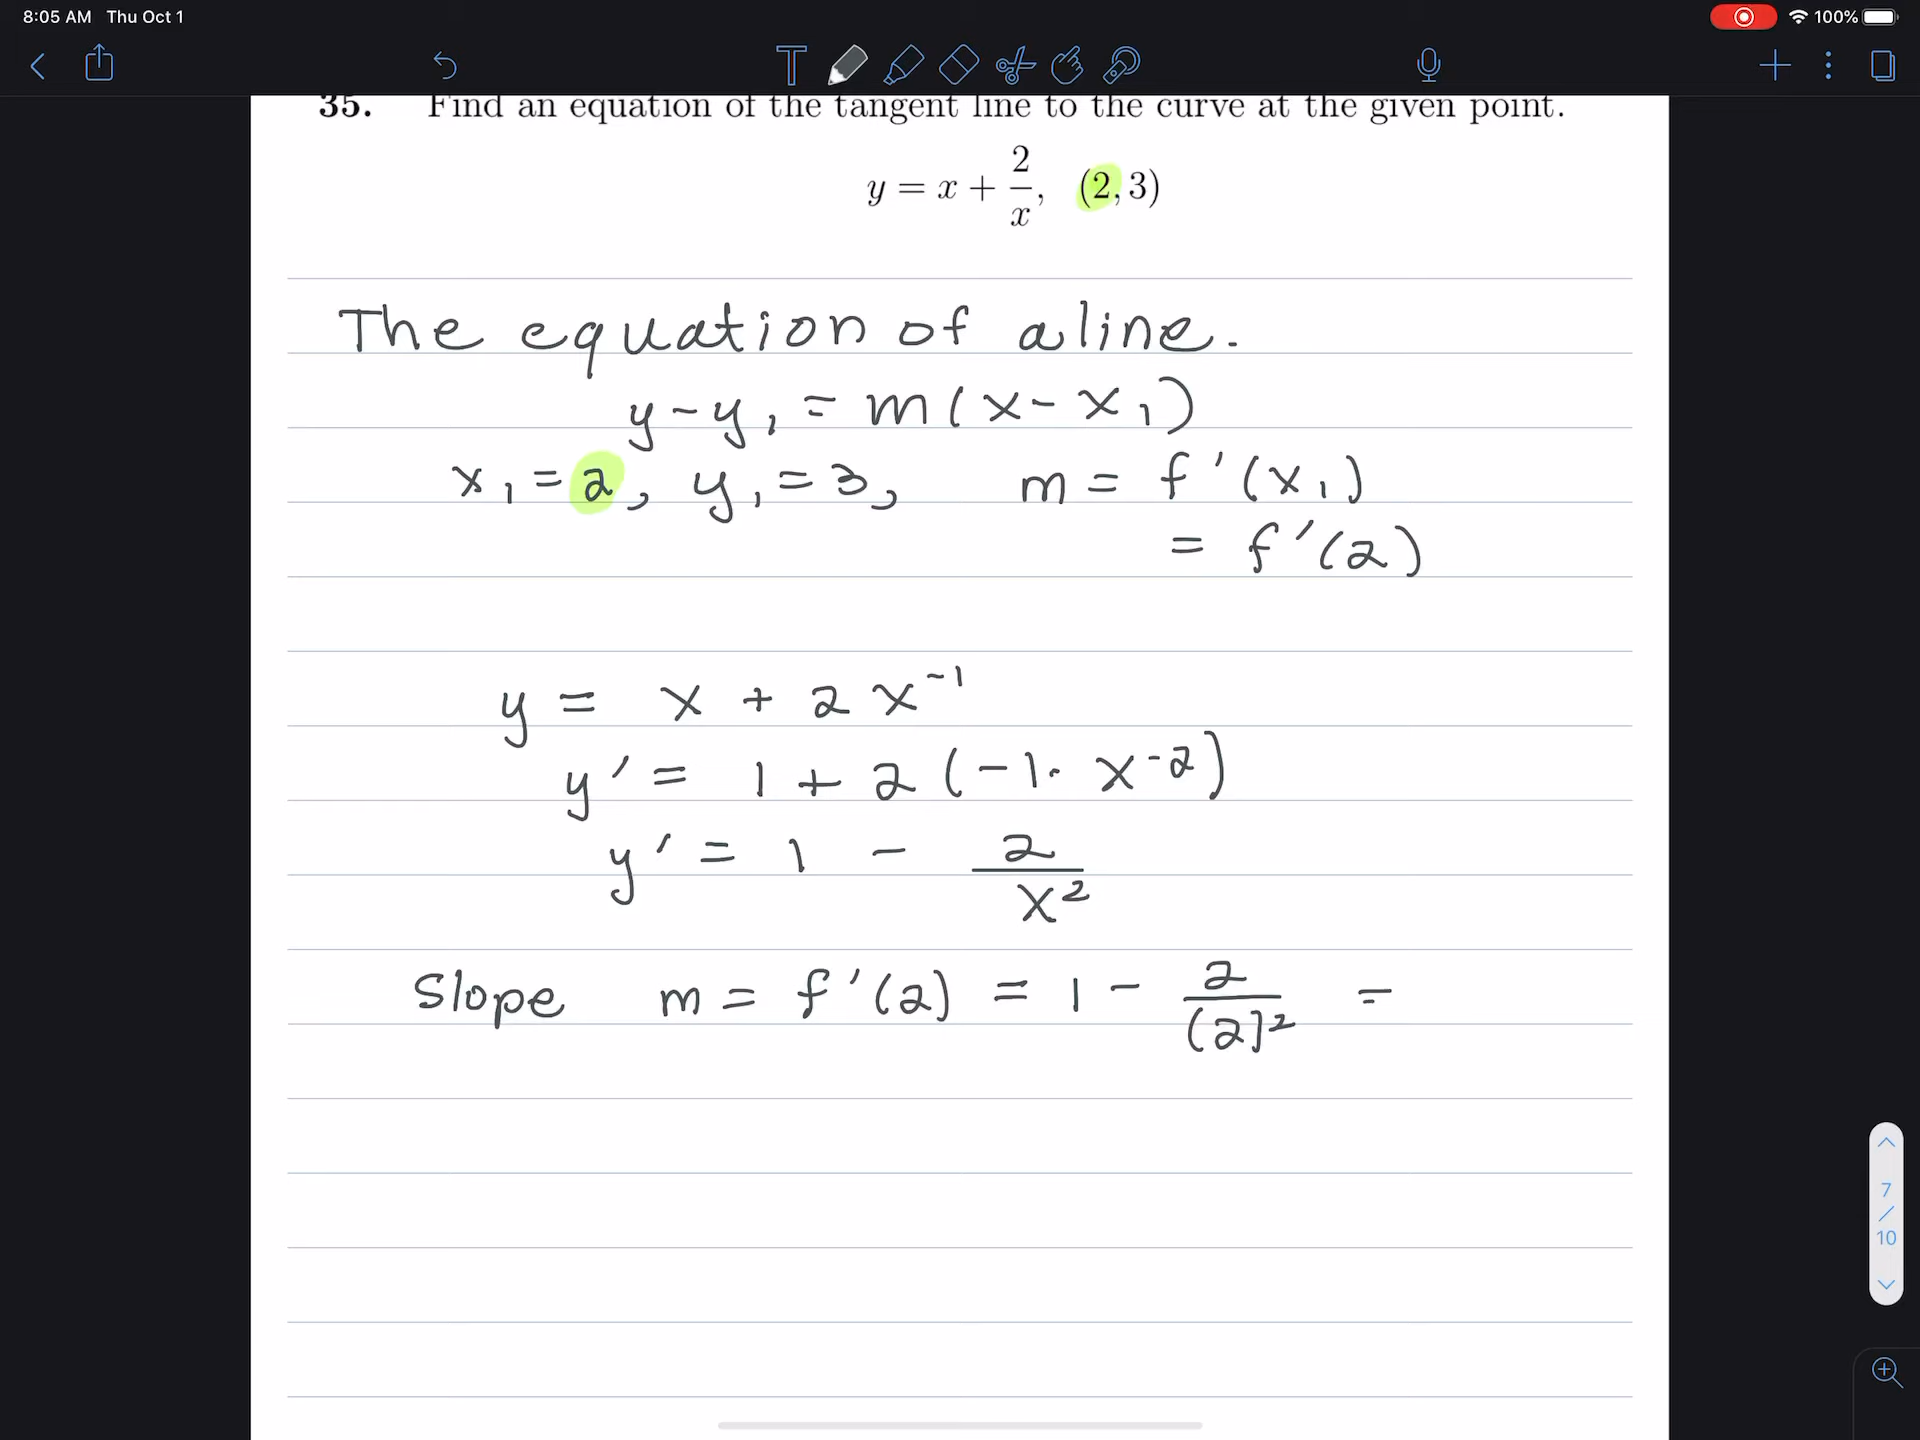 8:05 AM Thu Oct 1
100%
35. Find an equation of the tangent line to the curve at the given point.
y = x + 2/x, (2, 3)
The equation of a line.
y - y₁ = m(x - x₁)
x₁ = 2, y₁ = 3, m = f'(x₁)
= f'(2)
y = x + 2x⁻¹
y' = 1 + 2(-1· x⁻²)
y' = 1 - 2/x²
Slope m = f'(2) = 1 - 2/(2]² =
7
/
10